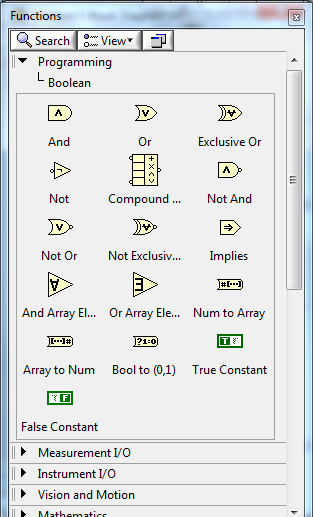 Functions
Search View
Programming
Boolean
And Or Exclusive Or
Not Compound ... Not And
Not Or Not Exclusiv... Implies
And Array El... Or Array Ele... Num to Array
Array to Num Bool to (0,1) True Constant
False Constant
Measurement I/O
Instrument I/O
Vision and Motion
Mathematics